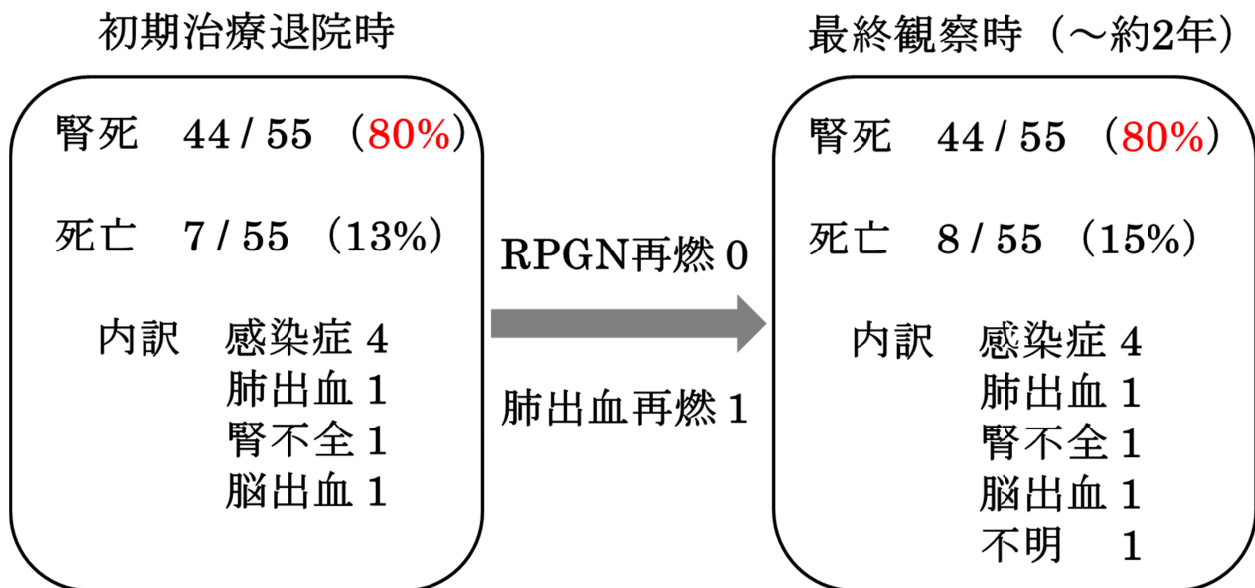 初期治療退院時
腎死 44 / 55 （80%）
死亡 7 / 55 （13%）
内訳 感染症 4
肺出血 1
腎不全 1
脳出血 1
RPGN再燃 0
肺出血再燃 1
最終観察時（～約2年）
腎死 44 / 55 （80%）
死亡 8 / 55 （15%）
内訳 感染症 4
肺出血 1
腎不全 1
脳出血 1
不明 1